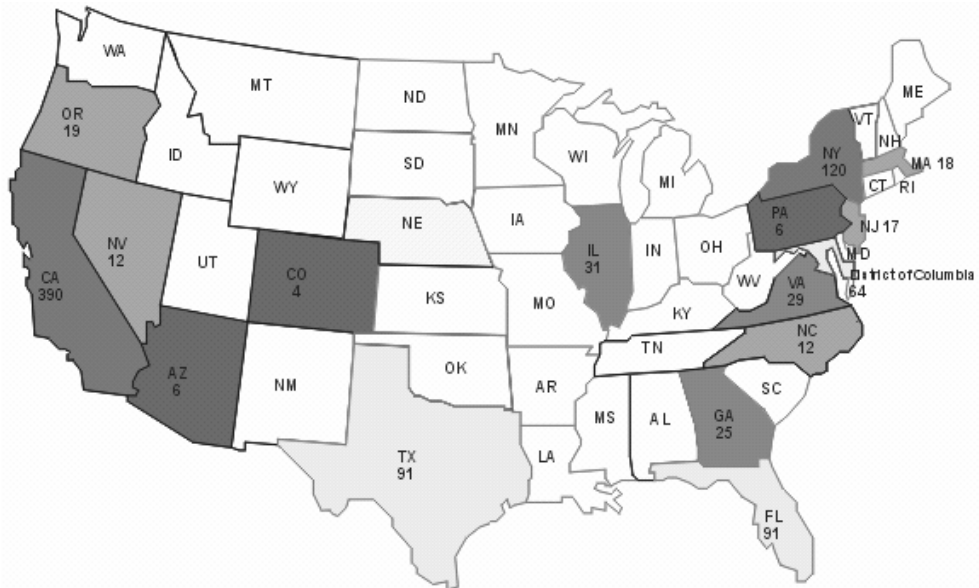 WA
MT
ND
MN
ME
VT
NH
OR
19
ID
SD
WI
MI
NY
120
MA 18
CT
RI
WY
NE
IA
PA
6
NJ 17
NV
12
UT
CO
4
IL
31
IN
OH
MD
District of Columbia
64
CA
390
KS
MO
WV
VA
29
KY
NC
12
AZ
6
NM
OK
AR
TN
SC
MS
AL
GA
25
TX
91
LA
FL
91